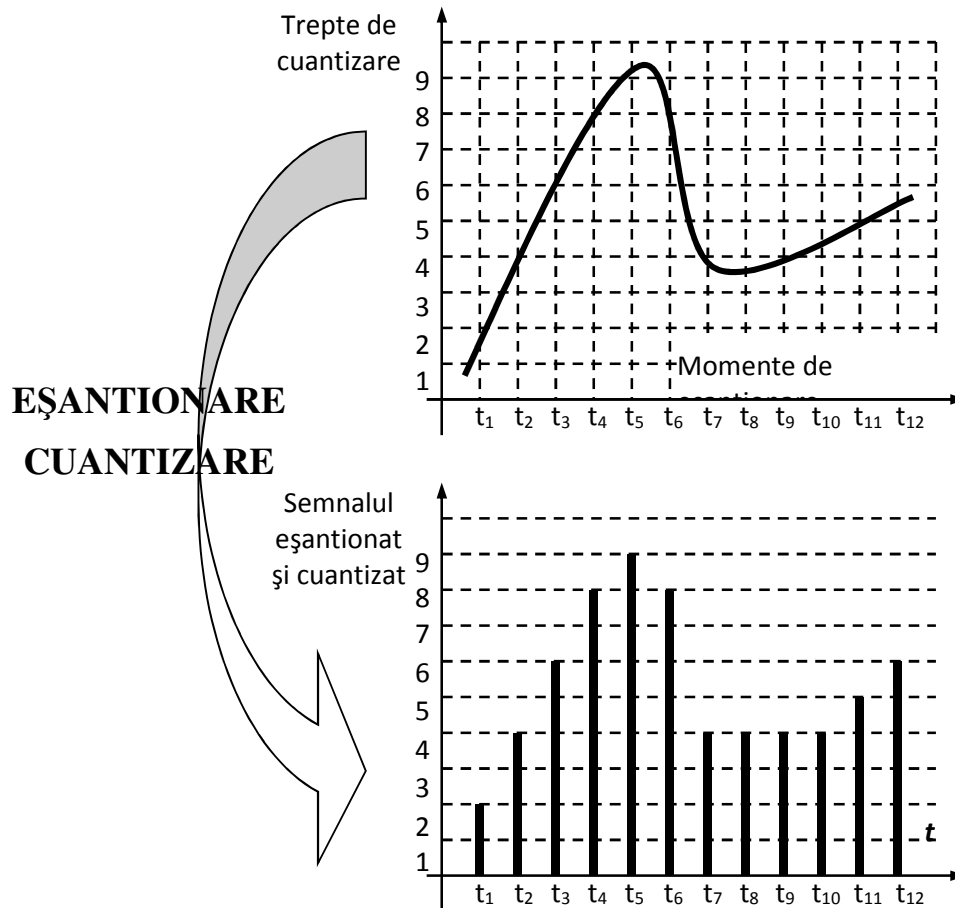 Trepte de
cuantizare
9
8
7
6
5
4
3
2
1
Momente de
t1 t2 t3 t4 t5 t6 t7 t8 t9 t10 t11 t12
EŞANTIONARE
CUANTIZARE
Semnalul
eşantionat
şi cuantizat
9
8
7
6
5
4
3
2
1
t
t1 t2 t3 t4 t5 t6 t7 t8 t9 t10 t11 t12